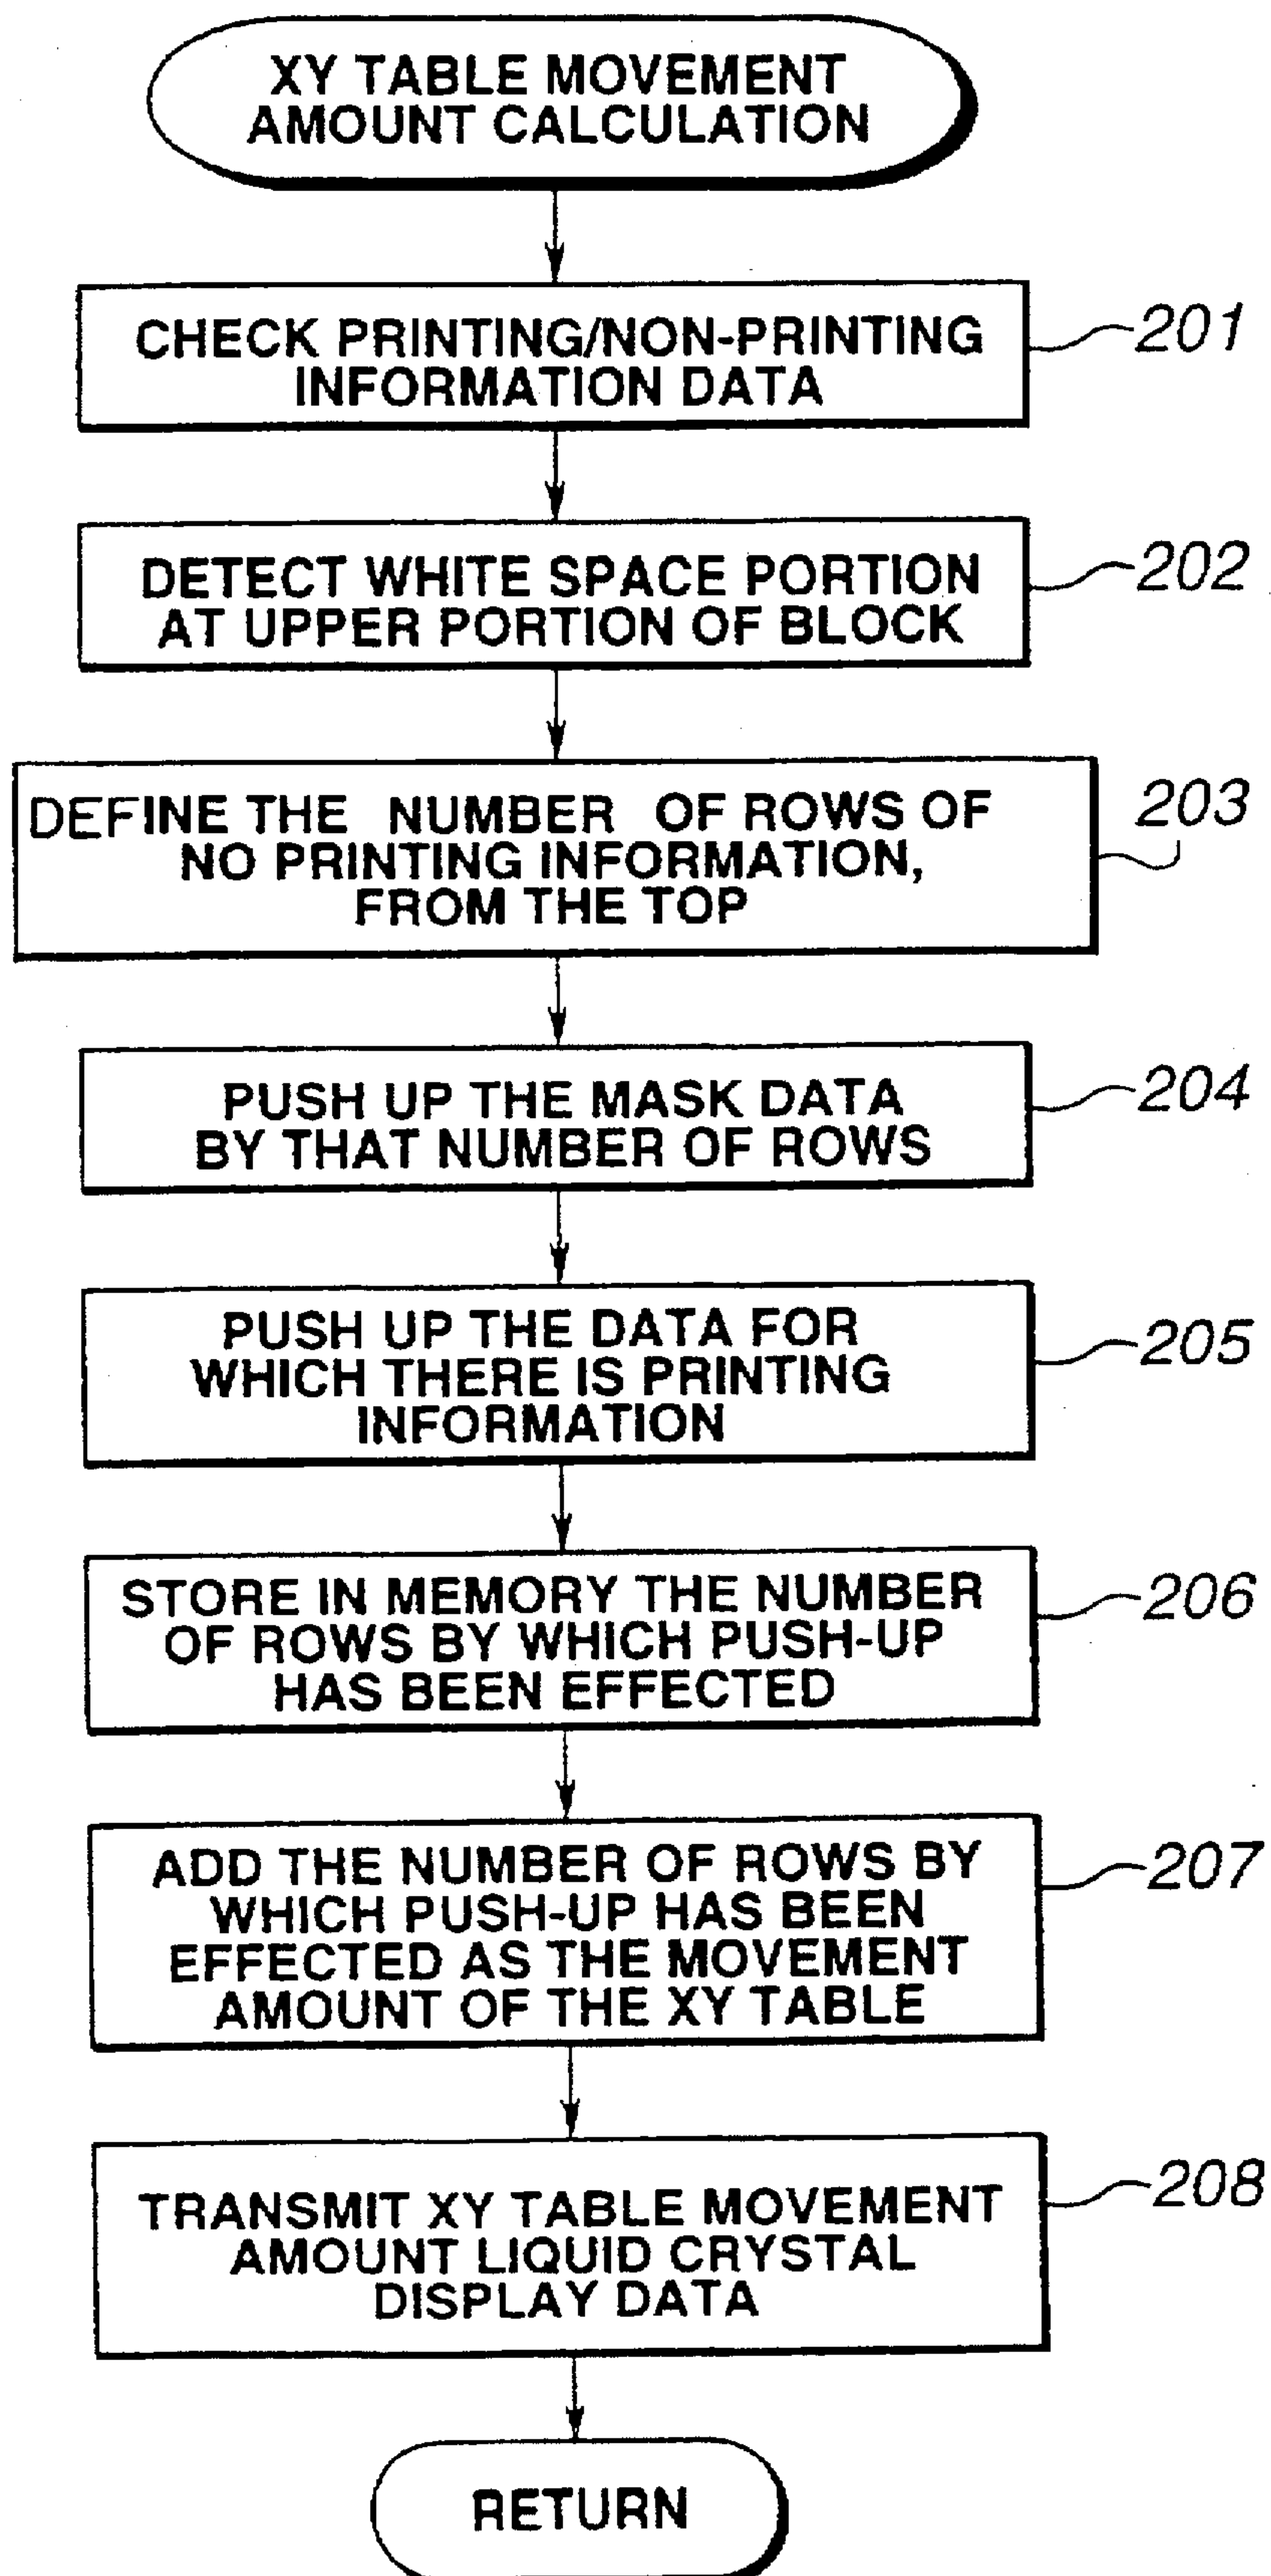 XY TABLE MOVEMENT
AMOUNT CALCULATION
CHECK PRINTING/NON-PRINTING
INFORMATION DATA
201
DETECT WHITE SPACE PORTION
AT UPPER PORTION OF BLOCK
202
DEFINE THE NUMBER OF ROWS OF
NO PRINTING INFORMATION,
FROM THE TOP
203
PUSH UP THE MASK DATA
BY THAT NUMBER OF ROWS
204
PUSH UP THE DATA FOR
WHICH THERE IS PRINTING
INFORMATION
205
STORE IN MEMORY THE NUMBER
OF ROWS BY WHICH PUSH-UP
HAS BEEN EFFECTED
206
ADD THE NUMBER OF ROWS BY
WHICH PUSH-UP HAS BEEN
EFFECTED AS THE MOVEMENT
AMOUNT OF THE XY TABLE
207
TRANSMIT XY TABLE MOVEMENT
AMOUNT LIQUID CRYSTAL
DISPLAY DATA
208
RETURN